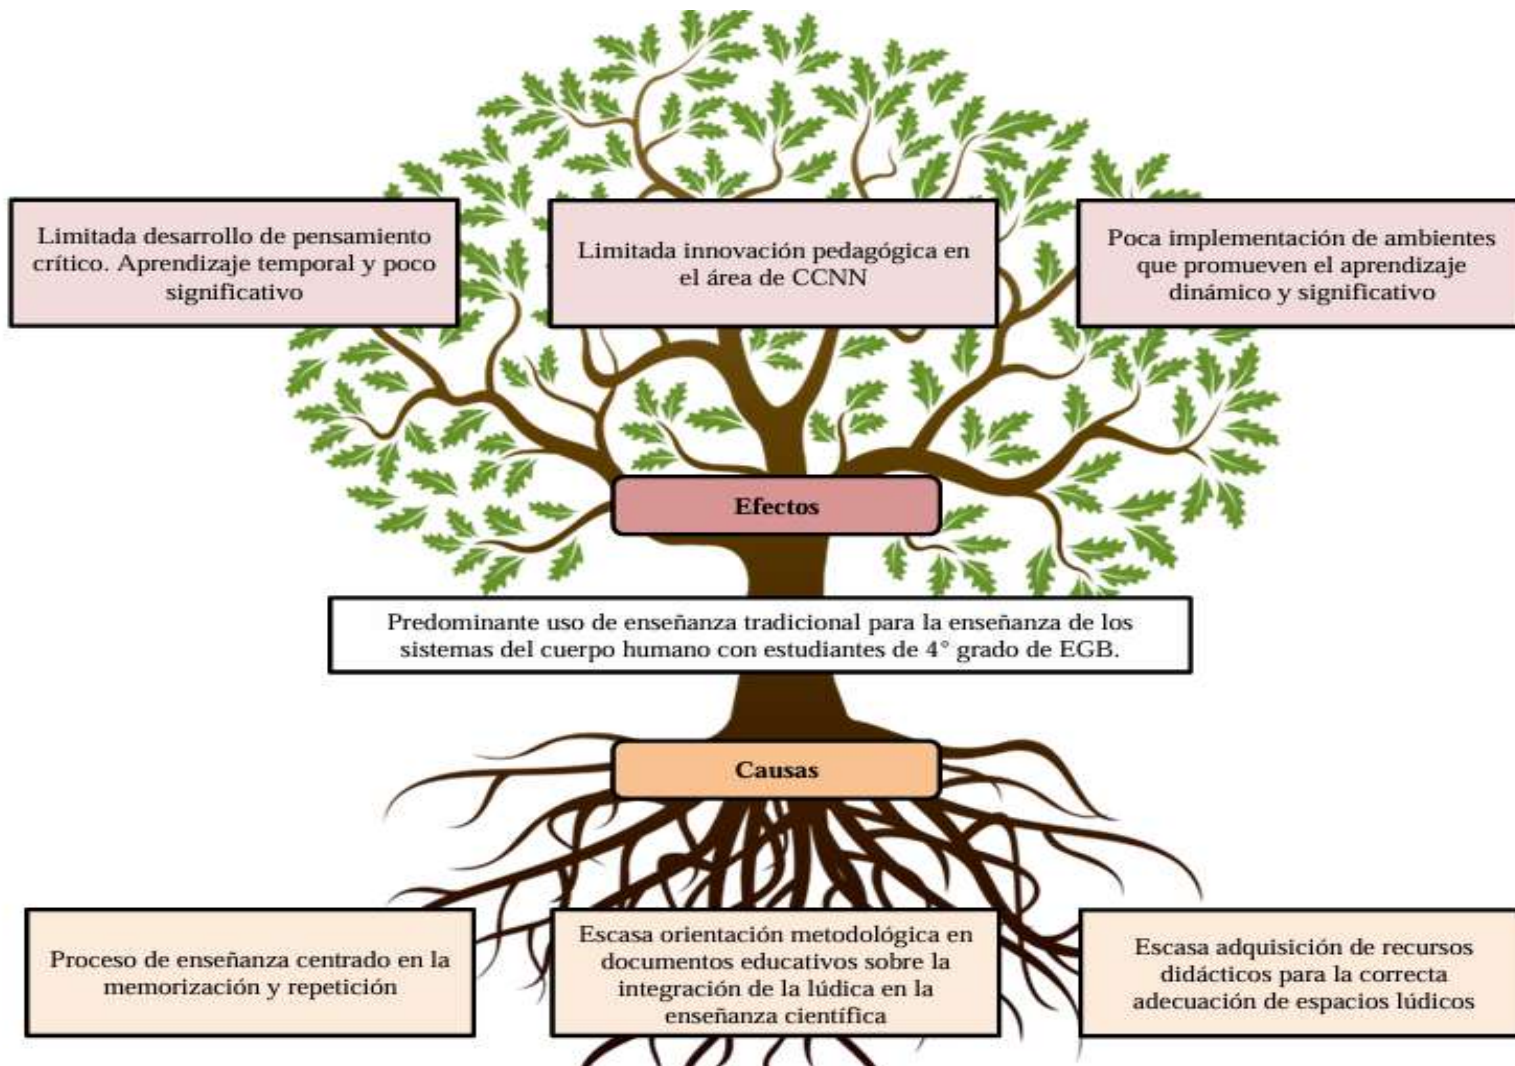 Limitada desarrollo de pensamiento
crítico. Aprendizaje temporal y poco
significativo
Limitada innovación pedagógica en
el área de CCNN
Poca implementación de ambientes
que promueven el aprendizaje
dinámico y significativo
Efectos
Predominante uso de enseñanza tradicional para la enseñanza de los
sistemas del cuerpo humano con estudiantes de 4° grado de EGB.
Causas
Proceso de enseñanza centrado en la
memorización y repetición
Escasa orientación metodológica en
documentos educativos sobre la
integración de la lúdica en la
enseñanza científica
Escasa adquisición de recursos
didácticos para la correcta
adecuación de espacios lúdicos